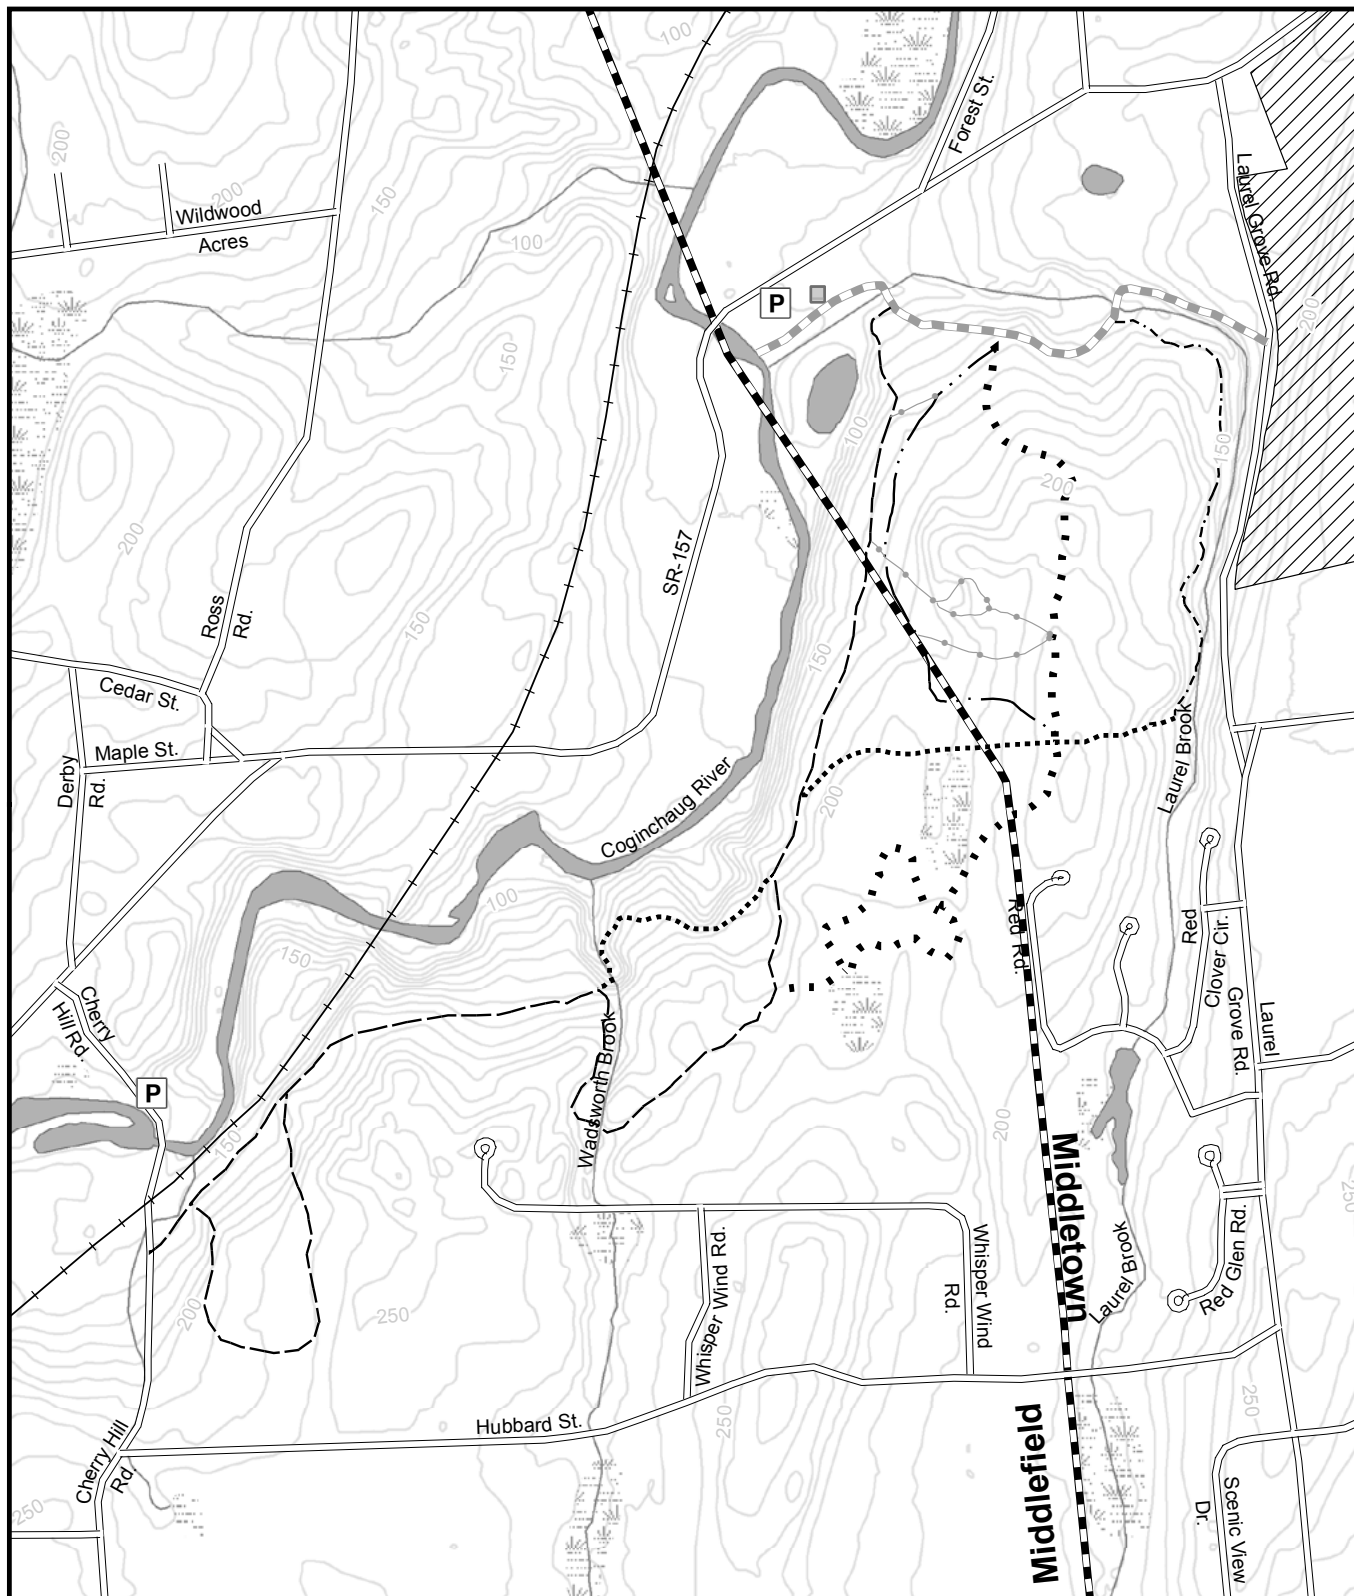 100
Forest St.
200
Wildwood
Acres
200
150
100
Laurel Grove Rd.
P
200
150
100
150
200
200
SR-157
Ross
Rd.
150
150
Cedar St.
Maple St.
Derby
Rd.
Laurel Brook
Coginchaug River
200
100
150
Red Rd.
Red
Clover Cir.
Cherry
Hill Rd.
Laurel
Grove Rd.
Wadsworth Brook
P
150
200
Middletown
250
Whisper Wind Rd.
Whisper Wind
Rd.
Laurel Brook
Red Glen Rd.
200
250
250
250
Hubbard St.
Middlefield
Cherry Hill
Rd.
250
Scenic View
Dr.